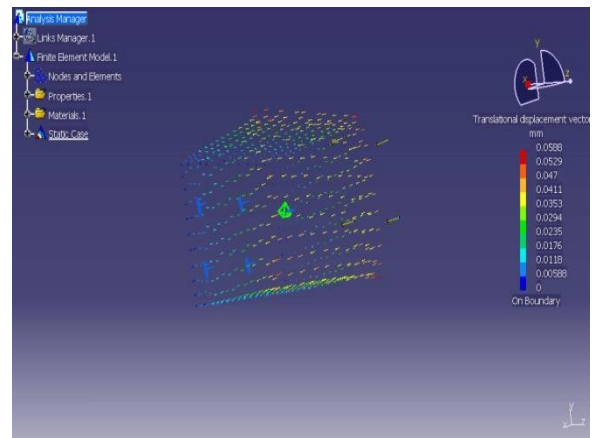 Analysis Manager
Links Manager.1
Finite Element Model.1
Nodes and Elements
Properties.1
Materials.1
Static Case
Y
X
Z
Translational displacement vector
mm
0.0588
0.0529
0.047
0.0411
0.0353
0.0294
0.0235
0.0176
0.0118
0.00588
0
On Boundary
y
x z